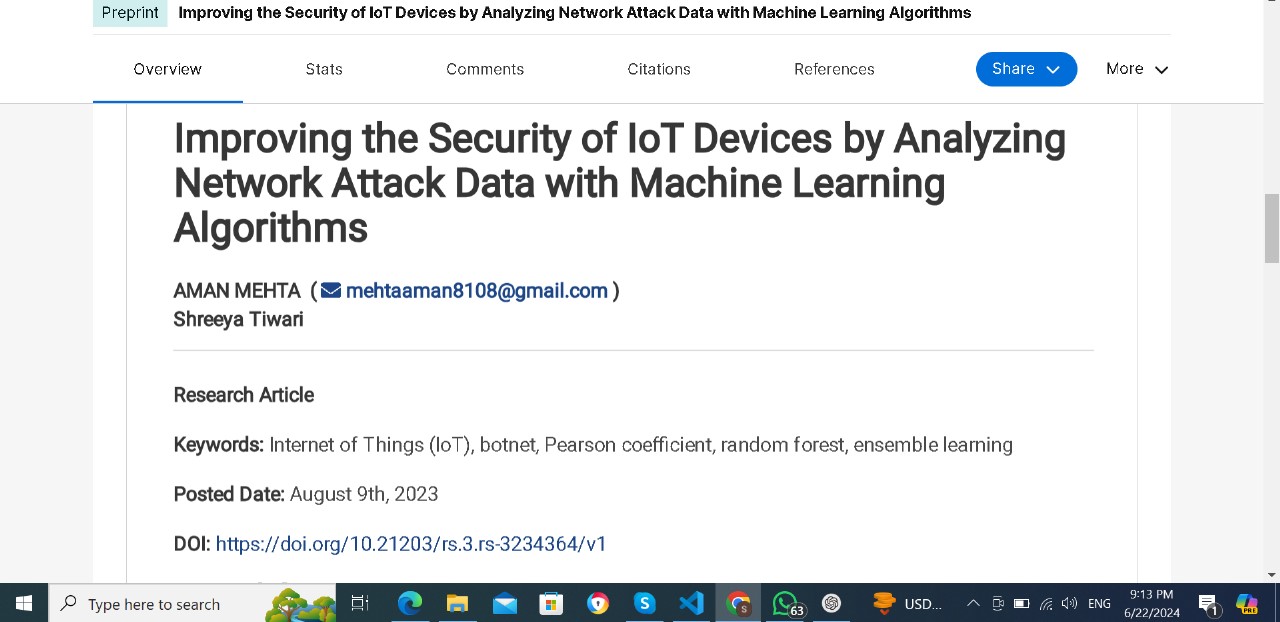 Preprint Improving the Security of IoT Devices by Analyzing Network Attack Data with Machine Learning Algorithms
Overview Stats Comments Citations References Share More
Improving the Security of IoT Devices by Analyzing
Network Attack Data with Machine Learning
Algorithms
AMAN MEHTA ( mehtaaman8108@gmail.com )
Shreeya Tiwari
Research Article
Keywords: Internet of Things (IoT), botnet, Pearson coefficient, random forest, ensemble learning
Posted Date: August 9th, 2023
DOI: https://doi.org/10.21203/rs.3.rs-3234364/v1
Type here to search S S 63 USD... ENG 9:13 PM 1 PRE
6/22/2024